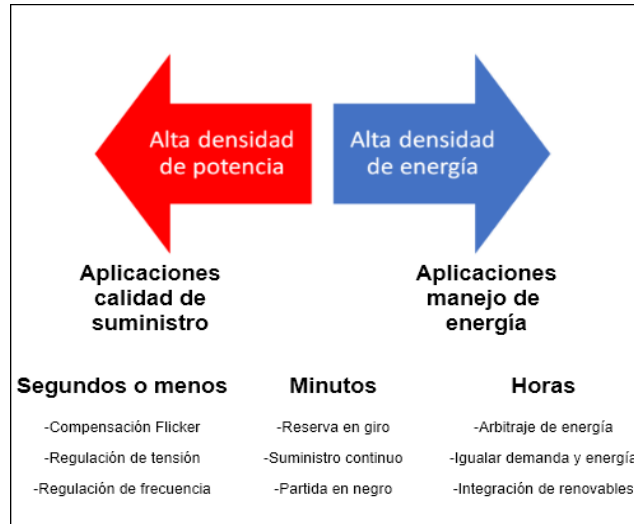 Alta densidad
de potencia
Alta densidad
de energía
Aplicaciones
calidad de
suministro
Aplicaciones
manejo de
energía
Segundos o menos
-Compensación Flicker
-Regulación de tensión
-Regulación de frecuencia
Minutos
-Reserva en giro
-Suministro continuo
-Partida en negro
Horas
-Arbitraje de energía
-Igualar demanda y energía
-Integración de renovables